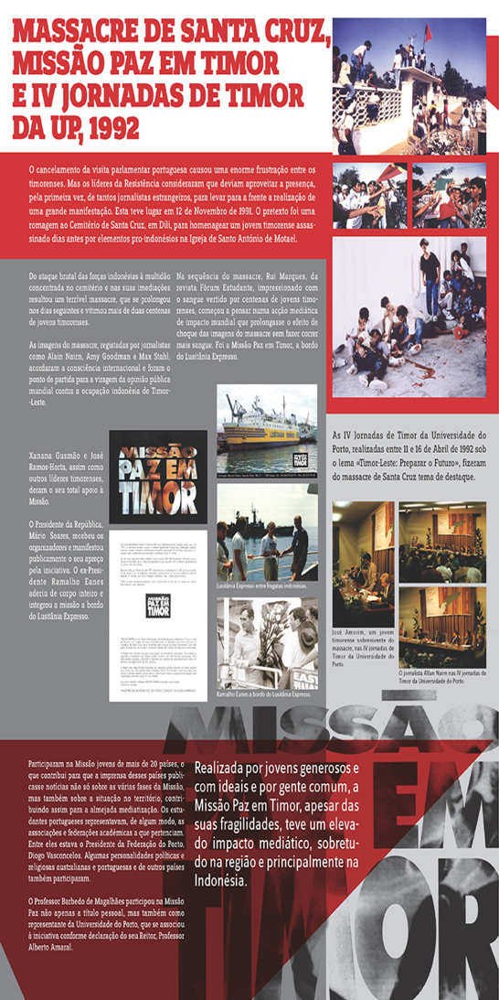 MASSACRE DE SANTA CRUZ,
MISSÃO PAZ EM TIMOR
E IV JORNADAS DE TIMOR
DA UP, 1992
O cancelamento da visita parlamentar portuguesa causou uma enorme frustração entre os
timorenses. Mas os líderes da Resistência consideraram que deviam aproveitar a presença,
pela primeira vez, de tantos jornalistas estrangeiros, para levar para a frente a realização de
uma grande manifestação. Esta teve lugar em 12 de Novembro de 1991. O pretexto foi uma
romagem ao Cemitério de Santa Cruz, em Díli, para homenagear um jovem timorense assas-
sinado dias antes por elementos pro-indonésios na Igreja de Santo António de Motael.
Do ataque brutal das forças indonésias à multidão
concentrada no cemitério e nas suas imediações
resultou um terrível massacre, que se prolongou
nos dias seguintes e vitimou mais de duas centenas
de jovens timorenses.
As imagens do massacre, registadas por jornalistas
como Alain Nairn, Amy Goodman e Max Stahl,
acordaram a consciência internacional e foram o
ponto de partida para a viragem da opinião pública
mundial contra a ocupação indonésia de Timor-
-Leste.
Na sequência do massacre, Rui Marques, da
revista Fórum Estudante, impressionado com
o sangue vertido por centenas de jovens timo-
renses, começou a pensar numa acção mediática
de impacto mundial que prolongasse o efeito de
choque das imagens do massacre sem fazer correr
mais sangue. Foi a Missão Paz em Timor, a bordo
do Lusitânia Expresso.
Xanana Gusmão e José
Ramos-Horta, assim como
outros líderes timorenses,
deram o seu total apoio à
Missão.
O Presidente da República,
Mário Soares, recebeu os
organizadores e manifestou
publicamente o seu apreço
pela iniciativa. O ex-Presi-
dente Ramalho Eanes
aderiu de corpo inteiro e
integrou a missão a bordo
do Lusitânia Expresso.
MISSÃO
PAZ EM
TIMOR
MISSÃO
PAZ EM
TIMOR
Lusitânia Expresso entre fragatas indonésias.
EAST
TIMOR
Ramalho Eanes a bordo do Lusitânia Expresso.
As IV Jornadas de Timor da Universidade do
Porto, realizadas entre 11 e 16 de Abril de 1992 sob
o lema «Timor-Leste: Preparar o Futuro», fizeram
do massacre de Santa Cruz tema de destaque.
José Amorim, um jovem
timorense sobrevivente do
massacre, nas IV Jornadas de
Timor da Universidade do
Porto.
O jornalista Allan Nairn nas IV Jornadas de
Timor da Universidade do Porto.
Participaram na Missão jovens de mais de 20 países, o
que contribui para que a imprensa desses países publi-
casse notícias não só sobre as várias fases da Missão,
mas também sobre a situação no território, contri-
buindo assim para a almejada mediatização. Os estu-
dantes portugueses representavam, de algum modo, as
associações e federações académicas a que pertenciam.
Entre eles estava o Presidente da Federação do Porto,
Diogo Vasconcelos. Algumas personalidades políticas e
religiosas australianas e portuguesas e de outros países
também participaram.
O Professor Barbedo de Magalhães participou na Missão
Paz não apenas a título pessoal, mas também como
representante da Universidade do Porto, que se associou
à iniciativa conforme declaração do seu Reitor, Professor
Alberto Amaral.
Realizada por jovens generosos e
com ideais e por gente comum, a
Missão Paz em Timor, apesar das
suas fragilidades, teve um eleva-
do impacto mediático, sobretu-
do na região e principalmente na
Indonésia.
MISSÃO
PAZ EM
TIMOR